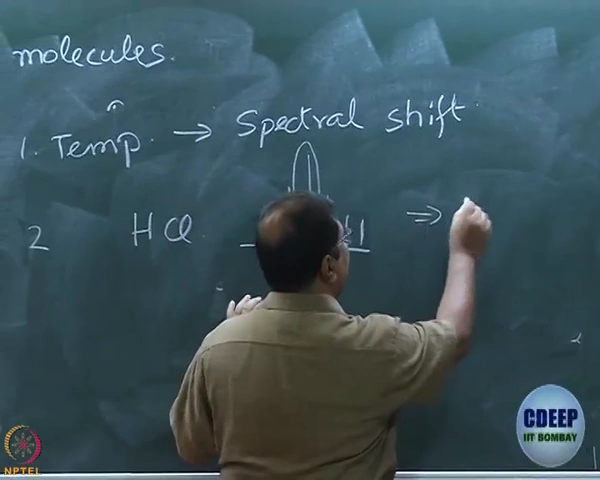 molecules.
1. Temp. → Spectral shift
2 HCl ⇒
CDEEP
IIT BOMBAY
NPTEL